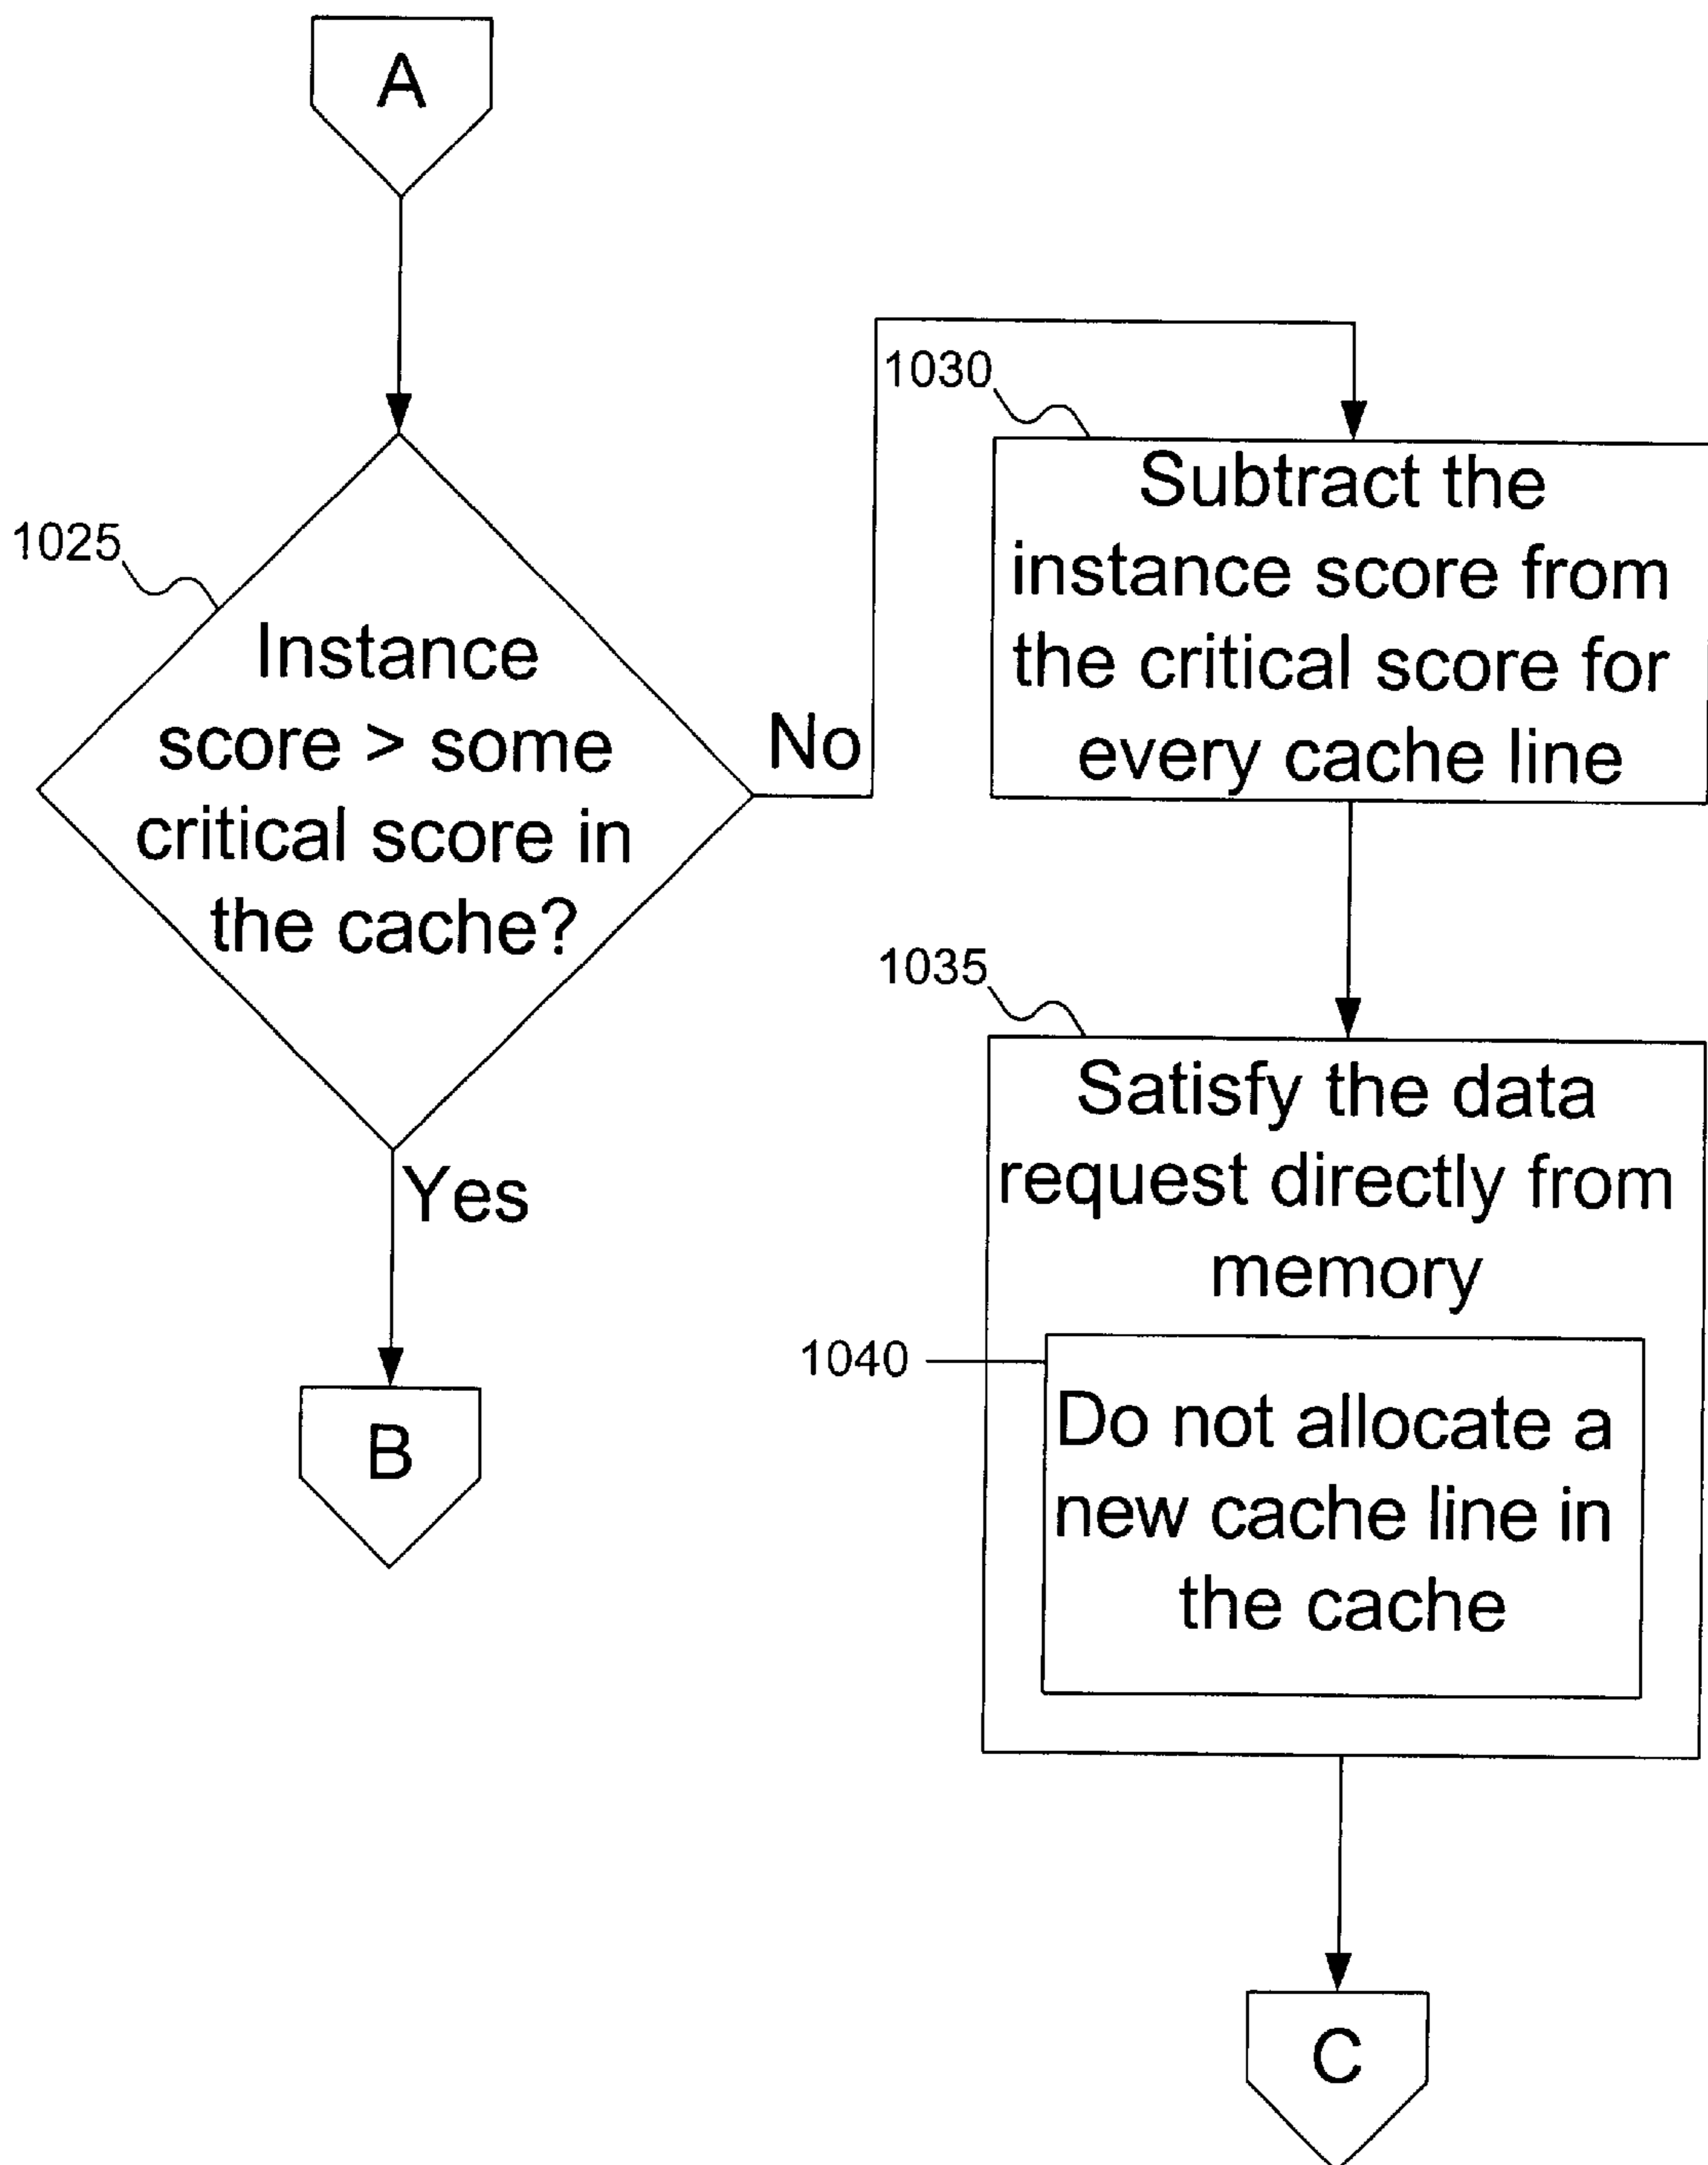 A
1025
Instance
score > some
critical score in
the cache?
No
Yes
B
1030
Subtract the
instance score from
the critical score for
every cache line
1035
Satisfy the data
request directly from
memory
1040
Do not allocate a
new cache line in
the cache
C